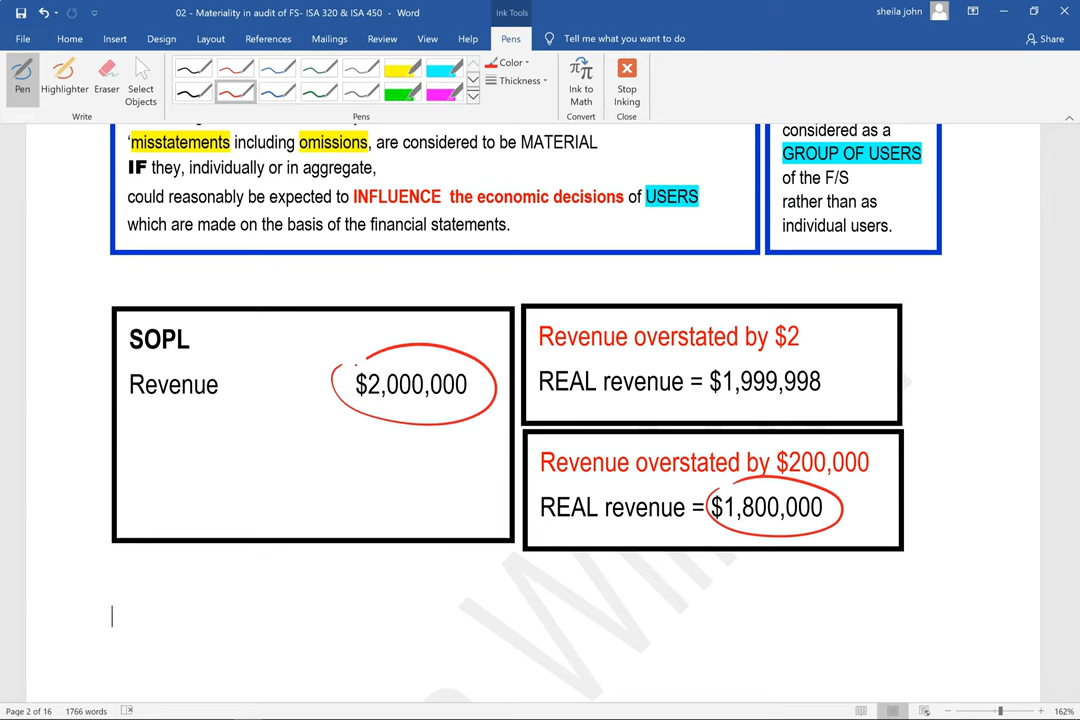 02 - Materiality in audit of FS- ISA 320 & ISA 450 - Word
Ink Tools
sheila john
File
Home
Insert
Design
Layout
References
Mailings
Review
View
Help
Pens
Tell me what you want to do
Share
Pen
Highlighter
Eraser
Select
Objects
Color
Thickness
Ink to
Math
Stop
Inking
Write
Pens
Convert
Close
'misstatements including omissions, are considered to be MATERIAL
IF they, individually or in aggregate,
could reasonably be expected to INFLUENCE the economic decisions of USERS
which are made on the basis of the financial statements.
considered as a
GROUP OF USERS
of the F/S
rather than as
individual users.
SOPL
Revenue $2,000,000
Revenue overstated by $2
REAL revenue = $1,999,998
Revenue overstated by $200,000
REAL revenue = $1,800,000
Page 2 of 16
1766 words
162%